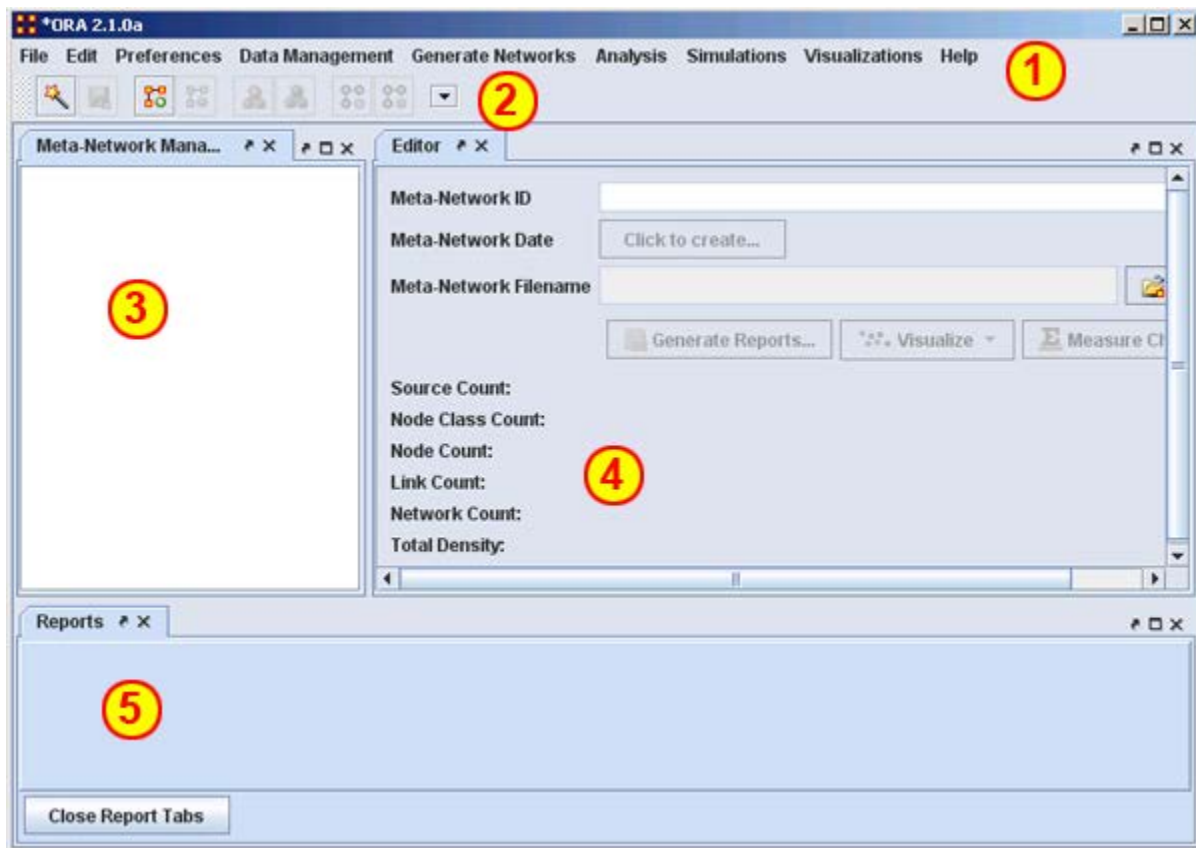 *ORA 2.1.0a
File Edit Preferences Data Management Generate Networks Analysis Simulations Visualizations Help
1
2
Meta-Network Mana...
Editor
Meta-Network ID
Meta-Network Date Click to create...
Meta-Network Filename
3
Generate Reports... Visualize Measure Ch
Source Count:
Node Class Count:
Node Count:
4
Link Count:
Network Count:
Total Density:
Reports
5
Close Report Tabs